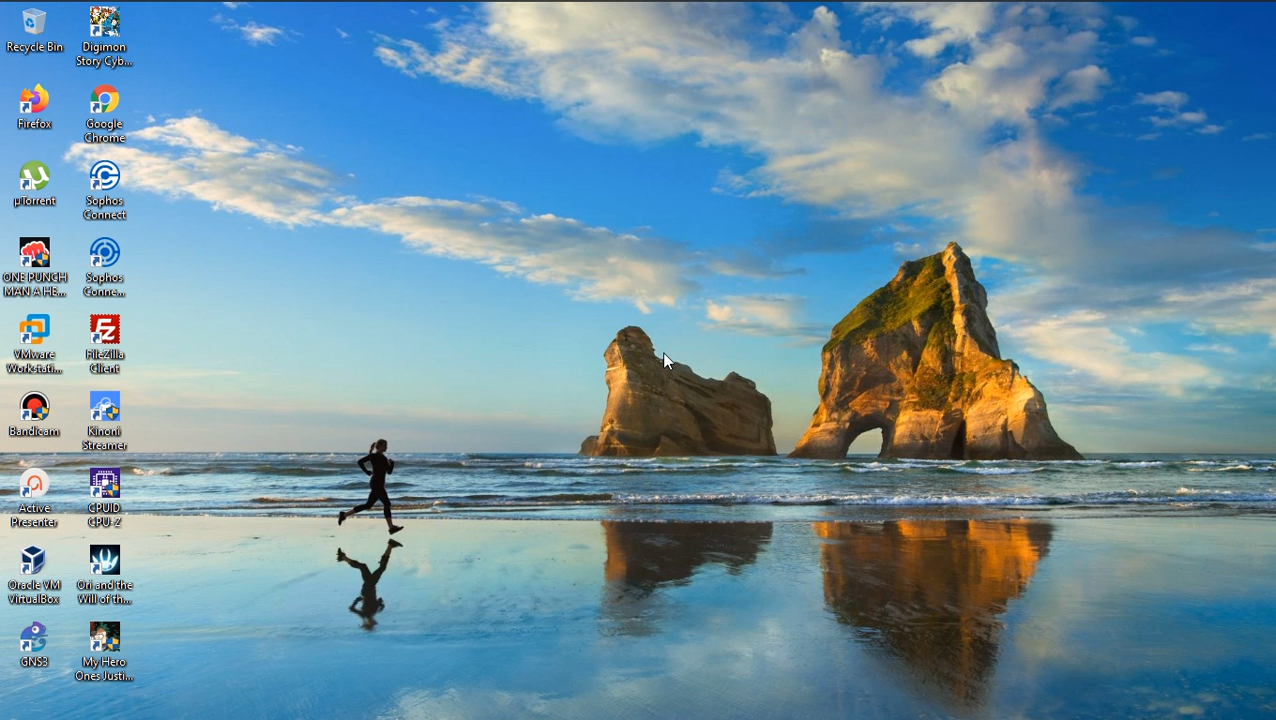 Recycle Bin
Digimon
Story Cyb...
Firefox
Google
Chrome
µTorrent
Sophos
Connect
ONE PUNCH
MAN A HE...
Sophos
Conne...
VMware
Workstati...
FileZilla
Client
Bandicam
Kinoni
Streamer
Active
Presenter
CPUID
CPU-Z
Oracle VM
VirtualBox
Ori and the
Will of th...
GNS3
My Hero
Ones Justi...